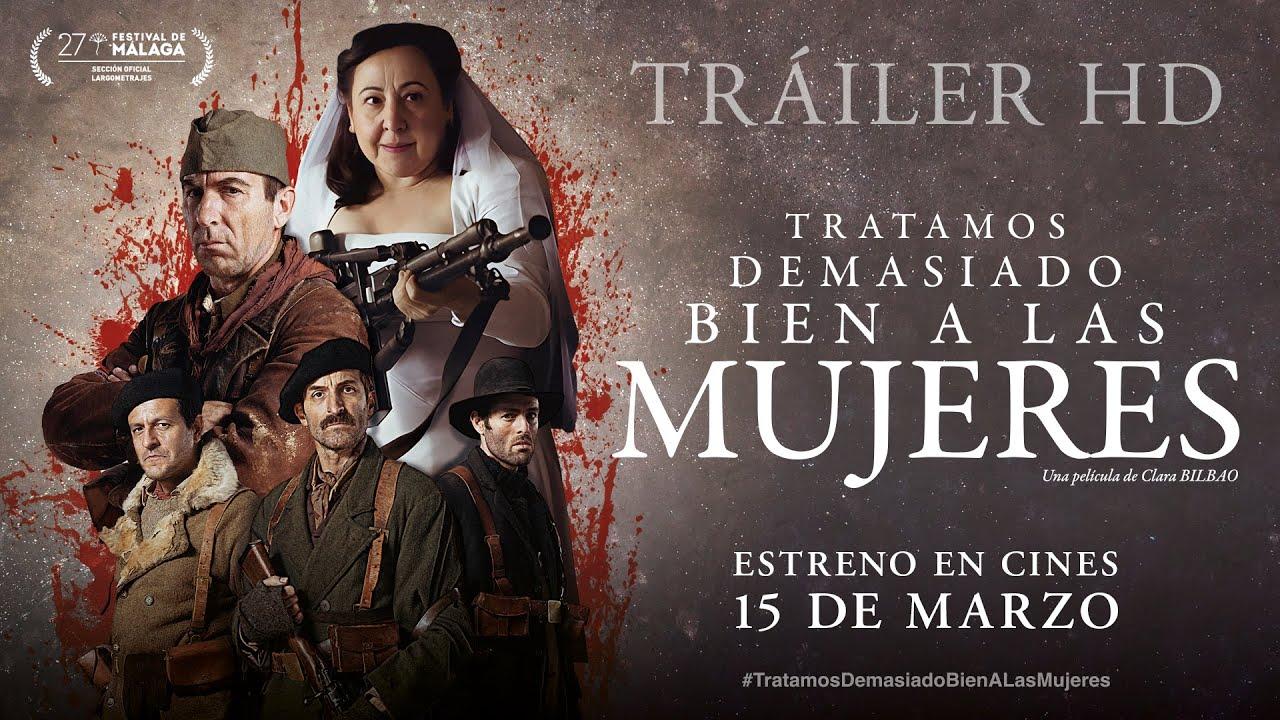 27 FESTIVAL DE
MÁLAGA
SECCIÓN OFICIAL
LARGOMETRAJES
TRÁILER HD
TRATAMOS
DEMASIADO
BIEN A LAS
MUJERES
Una película de Clara BILBAO
ESTRENO EN CINES
15 DE MARZO
#TratamosDemasiadoBienALasMujeres